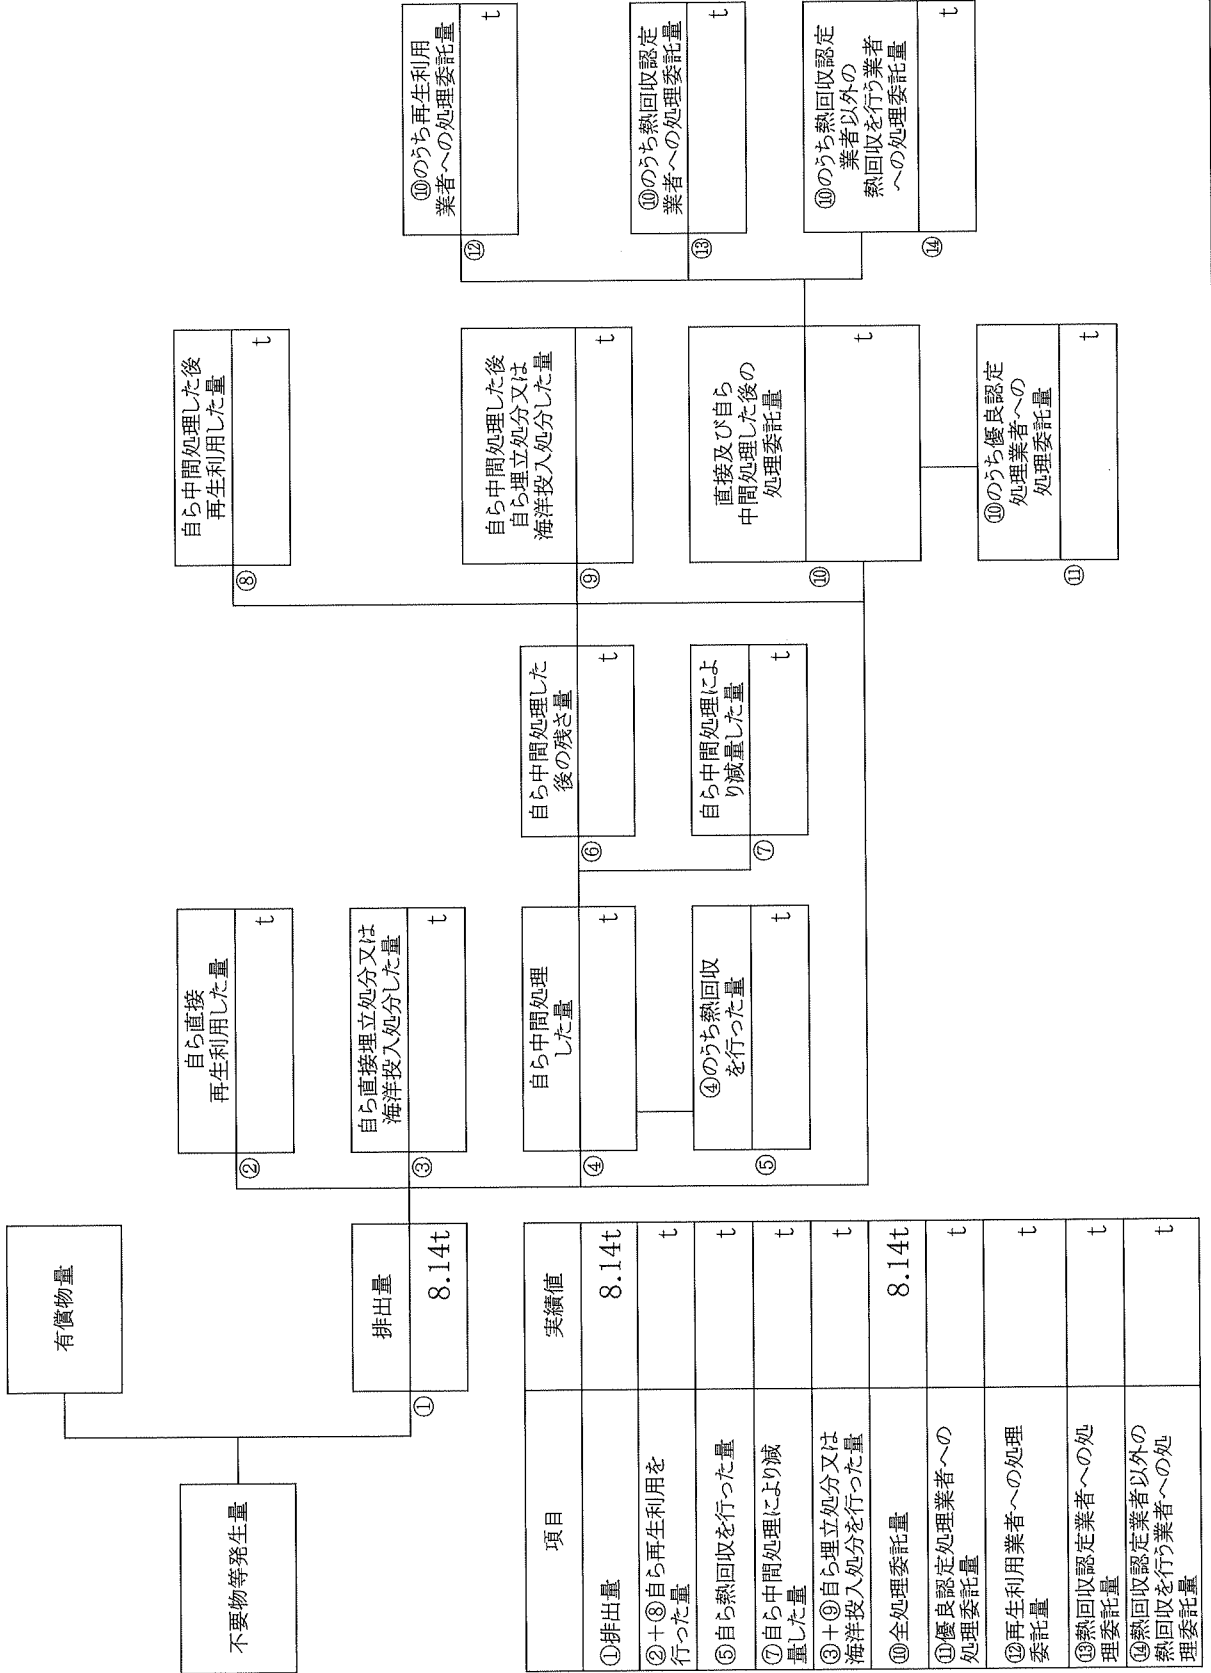 不要物等発生量
有償物量
排出量
①
8.14t
自ら直接
再生利用した量
②
t
自ら直接埋立処分又は
海洋投入処分した量
③
t
自ら中間処理
した量
④
t
④のうち熱回収
を行った量
⑤
t
自ら中間処理した
後の残さ量
⑥
t
自ら中間処理によ
り減量した量
⑦
t
自ら中間処理した後
再生利用した量
⑧
t
自ら中間処理した後
自ら埋立処分又は
海洋投入処分した量
⑨
t
直接及び自ら
中間処理した後の
処理委託量
⑩
t
⑩のうち優良認定
処理業者への
処理委託量
⑪
t
⑩のうち再生利用
業者への処理委託量
⑫
t
⑩のうち熱回収認定
業者への処理委託量
⑬
t
⑩のうち熱回収認定
業者以外の
熱回収を行う業者
への処理委託量
⑭
t
項目 実績値
①排出量 8.14t
②+⑧自ら再生利用を
行った量 t
⑤自ら熱回収を行った量 t
⑦自ら中間処理により減
量した量 t
③+⑨自ら埋立処分又は
海洋投入処分を行った量 t
⑩全処理委託量 8.14t
⑪優良認定処理業者への
処理委託量 t
⑫再生利用業者への処理
委託量 t
⑬熱回収認定業者への処
理委託量 t
⑭熱回収認定業者以外の
熱回収を行う業者への処
理委託量 t